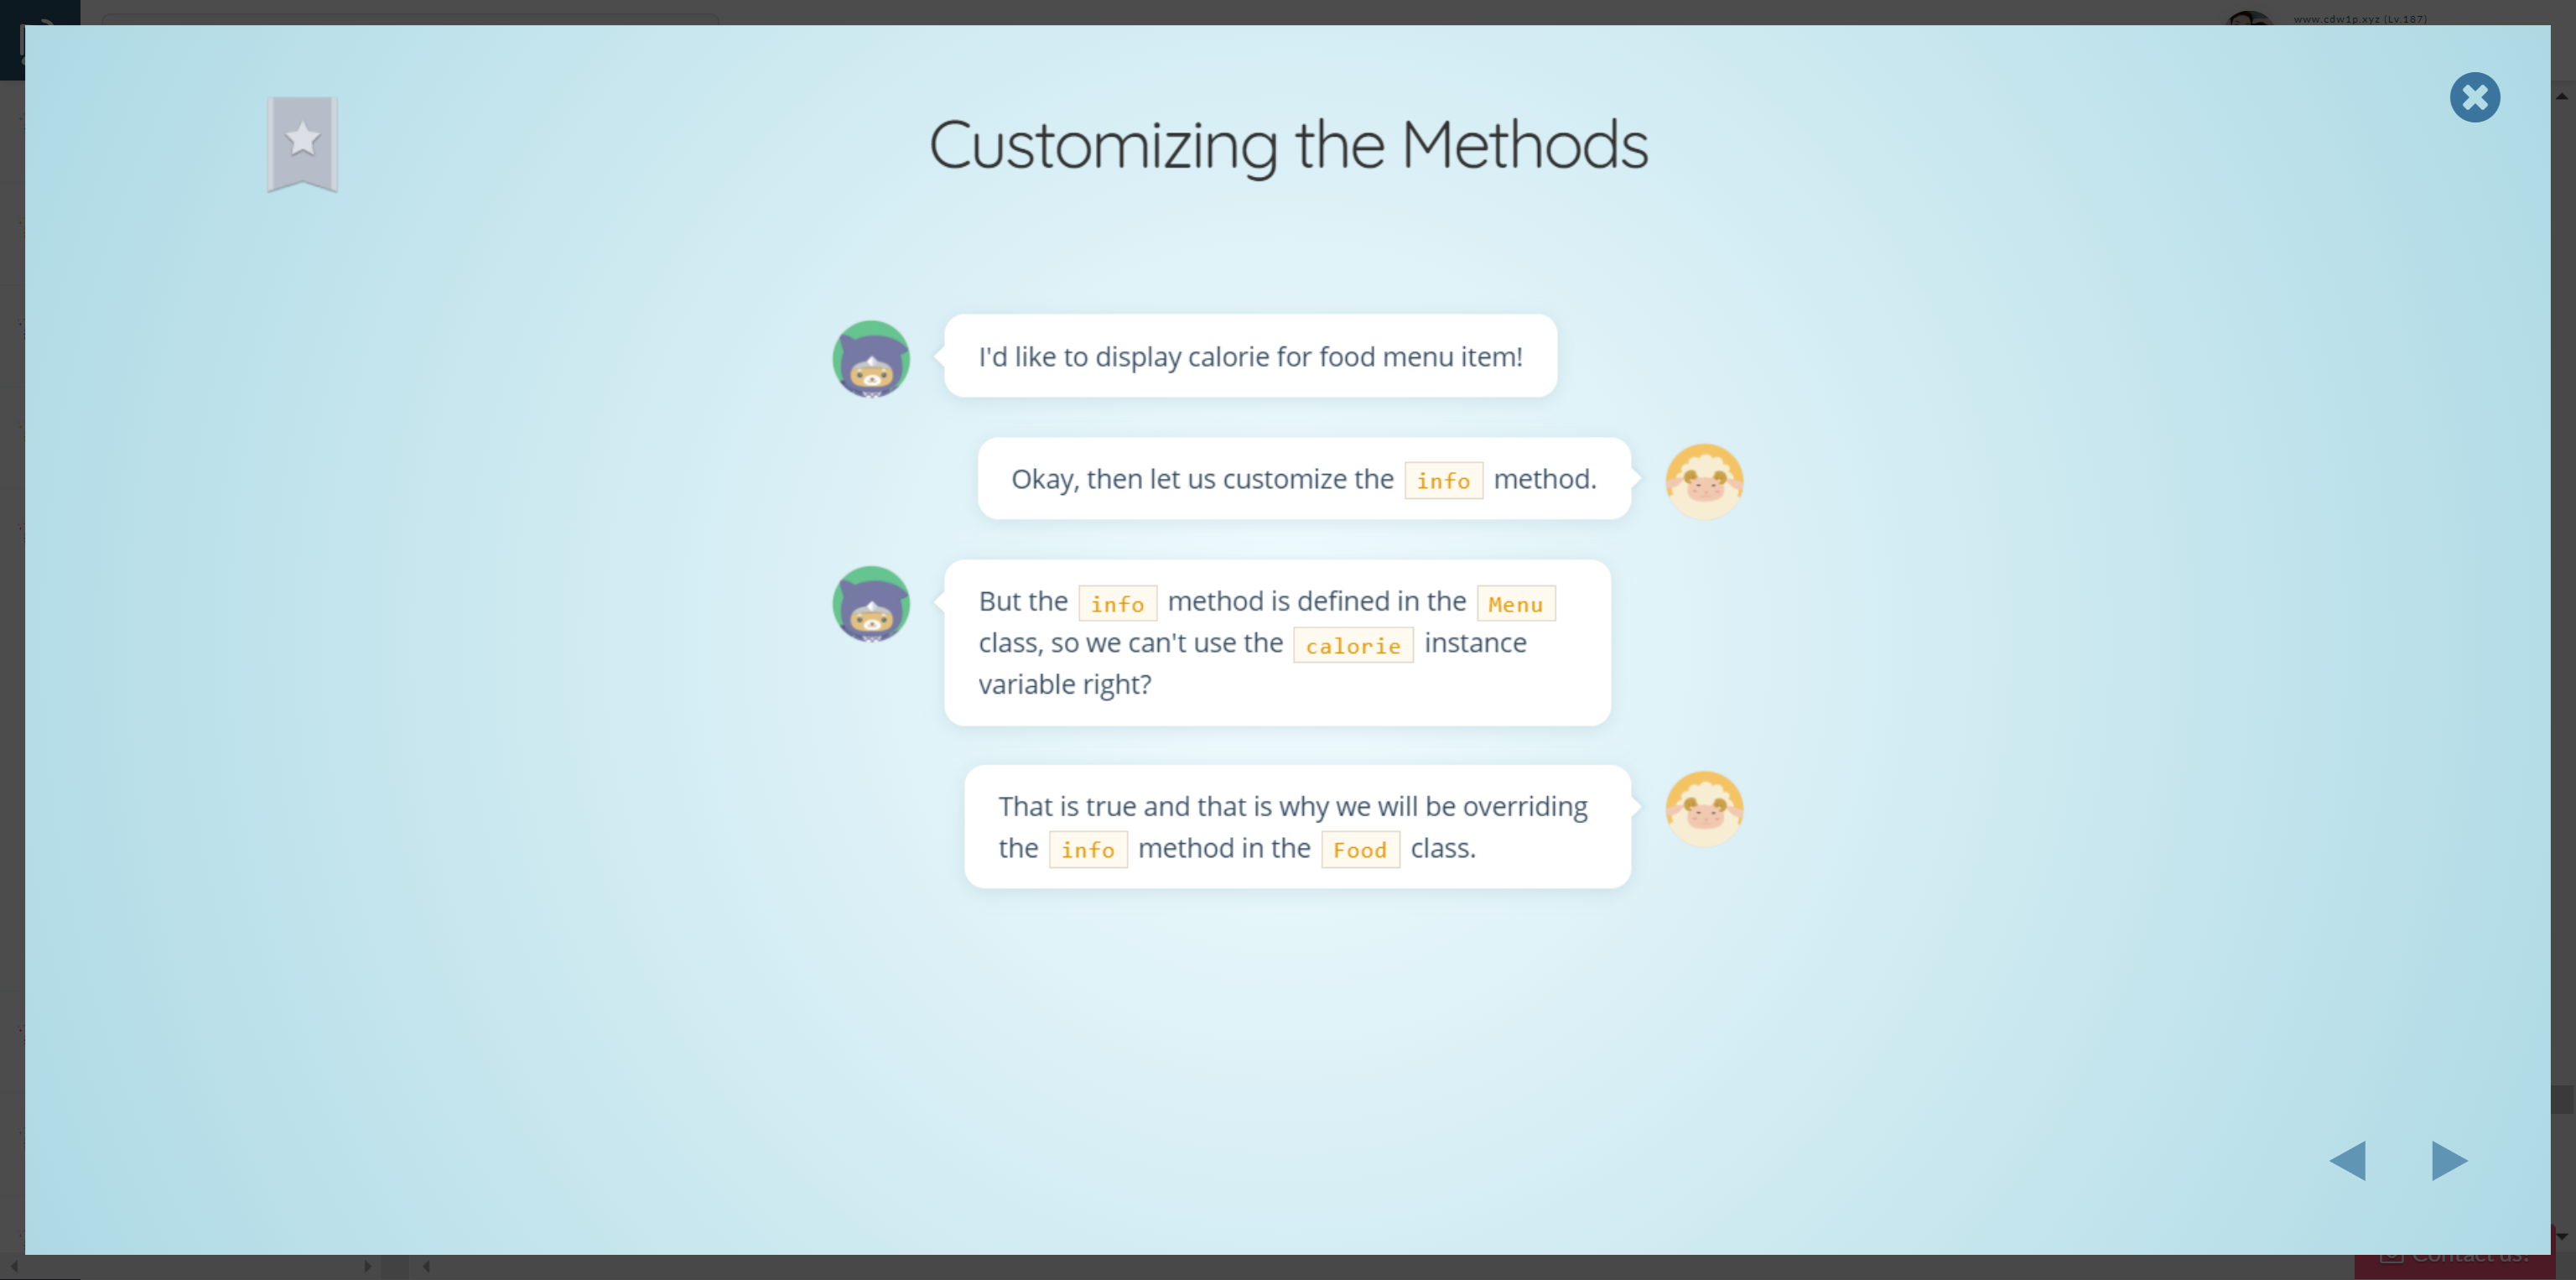 www.cdw1p.xyz (Lv.187)
Customizing the Methods
I'd like to display calorie for food menu item!
Okay, then let us customize the info method.
But the info method is defined in the Menu
class, so we can't use the calorie instance
variable right?
That is true and that is why we will be overriding
the info method in the Food class.
Contact us!